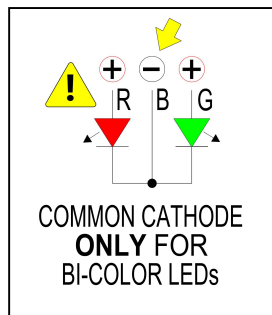 + − +
!
R B G
COMMON CATHODE
ONLY FOR
BI-COLOR LEDs